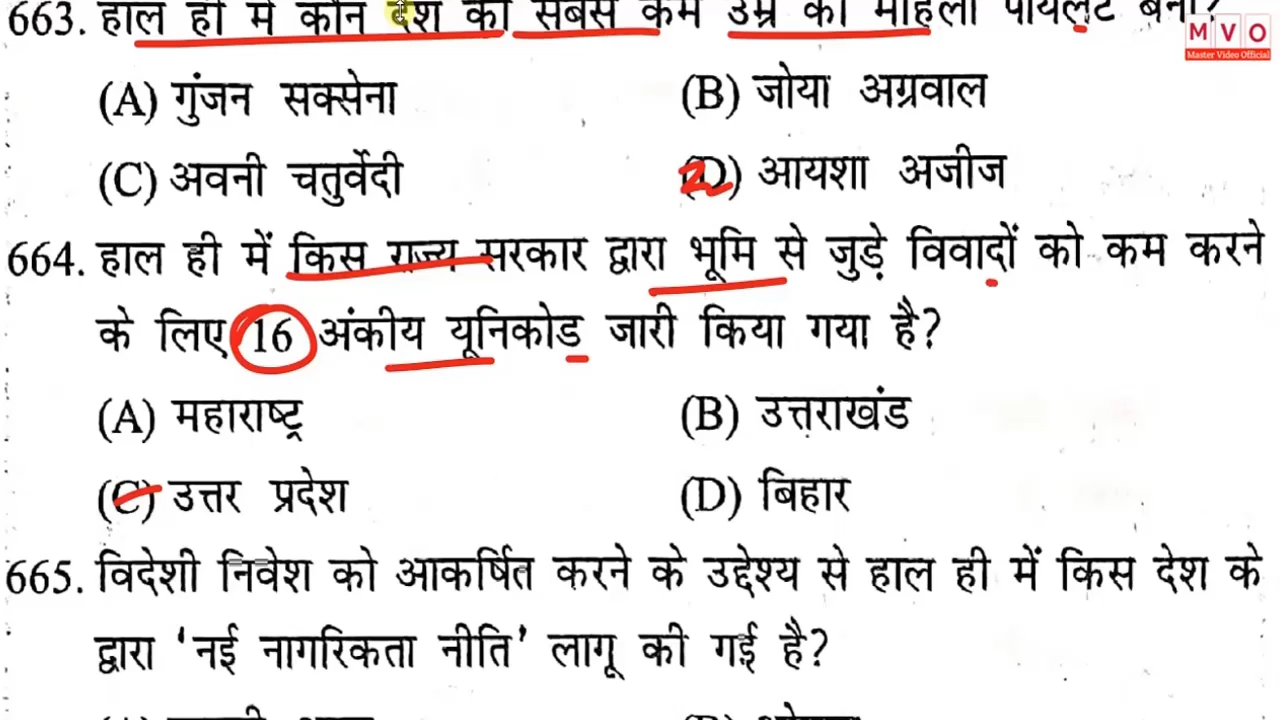 663. हाल ही में कौन देश की सबसे कम उम्र की महिला पायलट बनी?
MVO
Master Video Official
(A) गुंजन सक्सेना (B) जोया अग्रवाल
(C) अवनी चतुर्वेदी (D) आयशा अजीज
664. हाल ही में किस राज्य सरकार द्वारा भूमि से जुड़े विवादों को कम करने
के लिए 16 अंकीय यूनिकोड जारी किया गया है?
(A) महाराष्ट्र (B) उत्तराखंड
(C) उत्तर प्रदेश (D) बिहार
665. विदेशी निवेश को आकर्षित करने के उद्देश्य से हाल ही में किस देश के
द्वारा 'नई नागरिकता नीति' लागू की गई है?